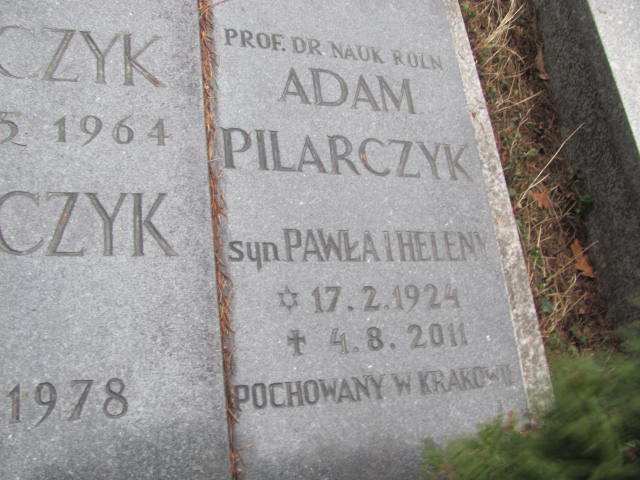 CZYK
5. 1964
CZYK
1978
PROF. DR NAUK ROLN
ADAM
PILARCZYK
syn PAWŁA I HELENY
✡ 17.2.1924
✝ 4.8.2011
POCHOWANY W KRAKOWIE